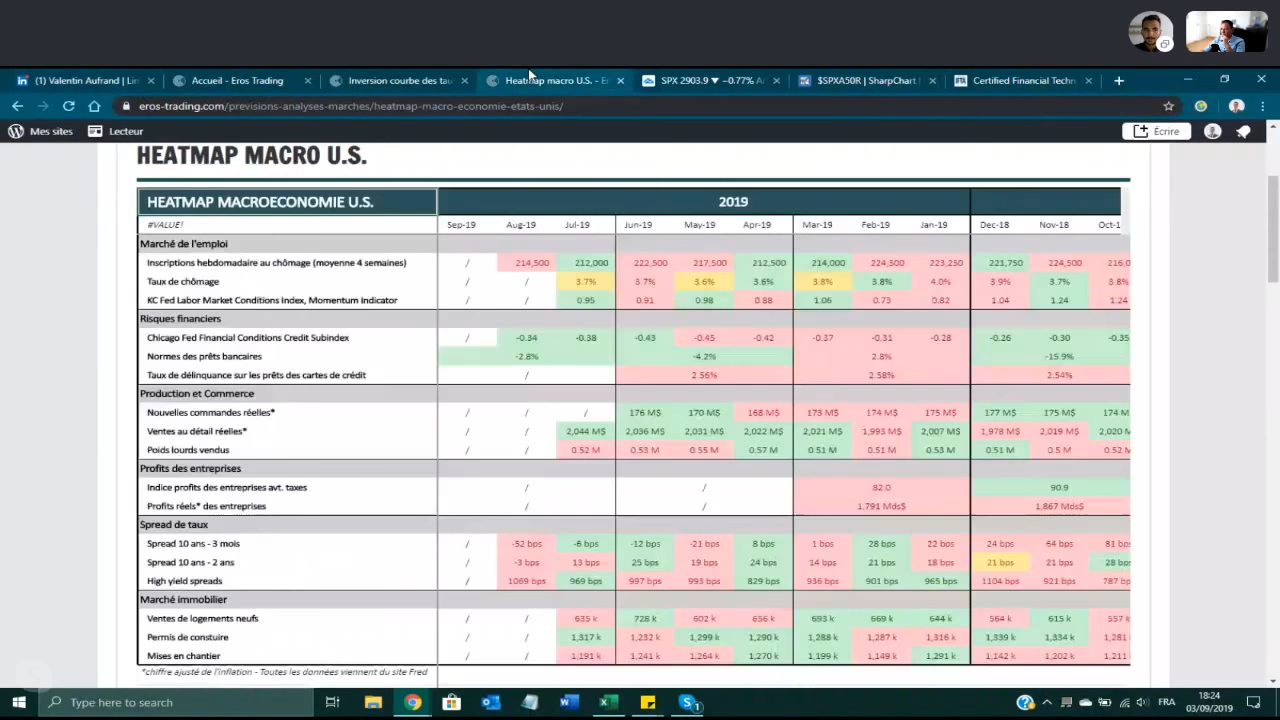 (1) Valentin Aufrand | Lin
Accueil - Eros Trading
Inversion courbe des tau
Heatmap macro U.S. - E
SPX 2903.9 ▼ −0.77% A
$SPXA50R | SharpChart
Certified Financial Techn
eros-trading.com/previsions-analyses-marches/heatmap-macro-economie-etats-unis/
Mes sites Lecteur Écrire
HEATMAP MACRO U.S.
HEATMAP MACROECONOMIE U.S. 2019
#VALUE! Sep-19 Aug-19 Jul-19 Jun-19 May-19 Apr-19 Mar-19 Feb-19 Jan-19 Dec-18 Nov-18 Oct-1
Marché de l'emploi
Inscriptions hebdomadaire au chômage (moyenne 4 semaines) / 214,500 212,000 222,500 217,500 212,500 214,000 224,500 223,250 221,750 224,500 216,0
Taux de chômage / / 3.7% 3.7% 3.6% 3.6% 3.8% 3.8% 4.0% 3.9% 3.7% 3.8%
KC Fed Labor Market Conditions Index, Momentum indicator / / 0.95 0.91 0.98 0.88 1.06 0.73 0.82 1.04 1.24 1.24
Risques financiers
Chicago Fed Financial Conditions Credit Subindex / -0.34 -0.38 -0.43 -0.45 -0.42 -0.37 -0.31 -0.28 -0.26 -0.30 -0.35
Normes des prêts bancaires -2.8% -4.2% 2.8% -15.9%
Taux de délinquance sur les prêts des cartes de crédit / 2.56% 2.58% 2.54%
Production et Commerce
Nouvelles commandes réelles* / / / 176 M$ 170 M$ 168 M$ 173 M$ 174 M$ 175 M$ 177 M$ 175 M$ 174 M
Ventes au détail réelles* / / 2,044 M$ 2,036 M$ 2,031 M$ 2,022 M$ 2,021 M$ 1,993 M$ 2,007 M$ 1,978 M$ 2,019 M$ 2,020
Poids lourds vendus / / 0.52 M 0.53 M 0.55 M 0.57 M 0.51 M 0.51 M 0.53 M 0.51 M 0.5 M 0.52
Profits des entreprises
Indice profits des entreprises avt. taxes / / 82.0 90.9
Profits réels* des entreprises / / 1,791 Mds$ 1,867 Mds$
Spread de taux
Spread 10 ans - 3 mois / -52 bps -6 bps -12 bps -21 bps 8 bps 1 bps 28 bps 22 bps 24 bps 64 bps 81 bps
Spread 10 ans - 2 ans / -3 bps 13 bps 25 bps 19 bps 24 bps 14 bps 21 bps 18 bps 21 bps 21 bps 28 bps
High yield spreads / 1069 bps 969 bps 997 bps 993 bps 829 bps 936 bps 901 bps 965 bps 1104 bps 921 bps 787 bp
Marché immobilier
Ventes de logements neufs / / 635 k 728 k 602 k 656 k 693 k 669 k 644 k 564 k 615 k 557
Permis de constuire / / 1,317 k 1,232 k 1,299 k 1,290 k 1,288 k 1,287 k 1,316 k 1,339 k 1,334 k 1,281
Mises en chantier / / 1,191 k 1,241 k 1,264 k 1,270 k 1,199 k 1,149 k 1,291 k 1,142 k 1,202 k 1,211
*chiffre ajusté de l'inflation - Toutes les données viennent du site Fred
Type here to search
FRA
18:24
03/09/2019